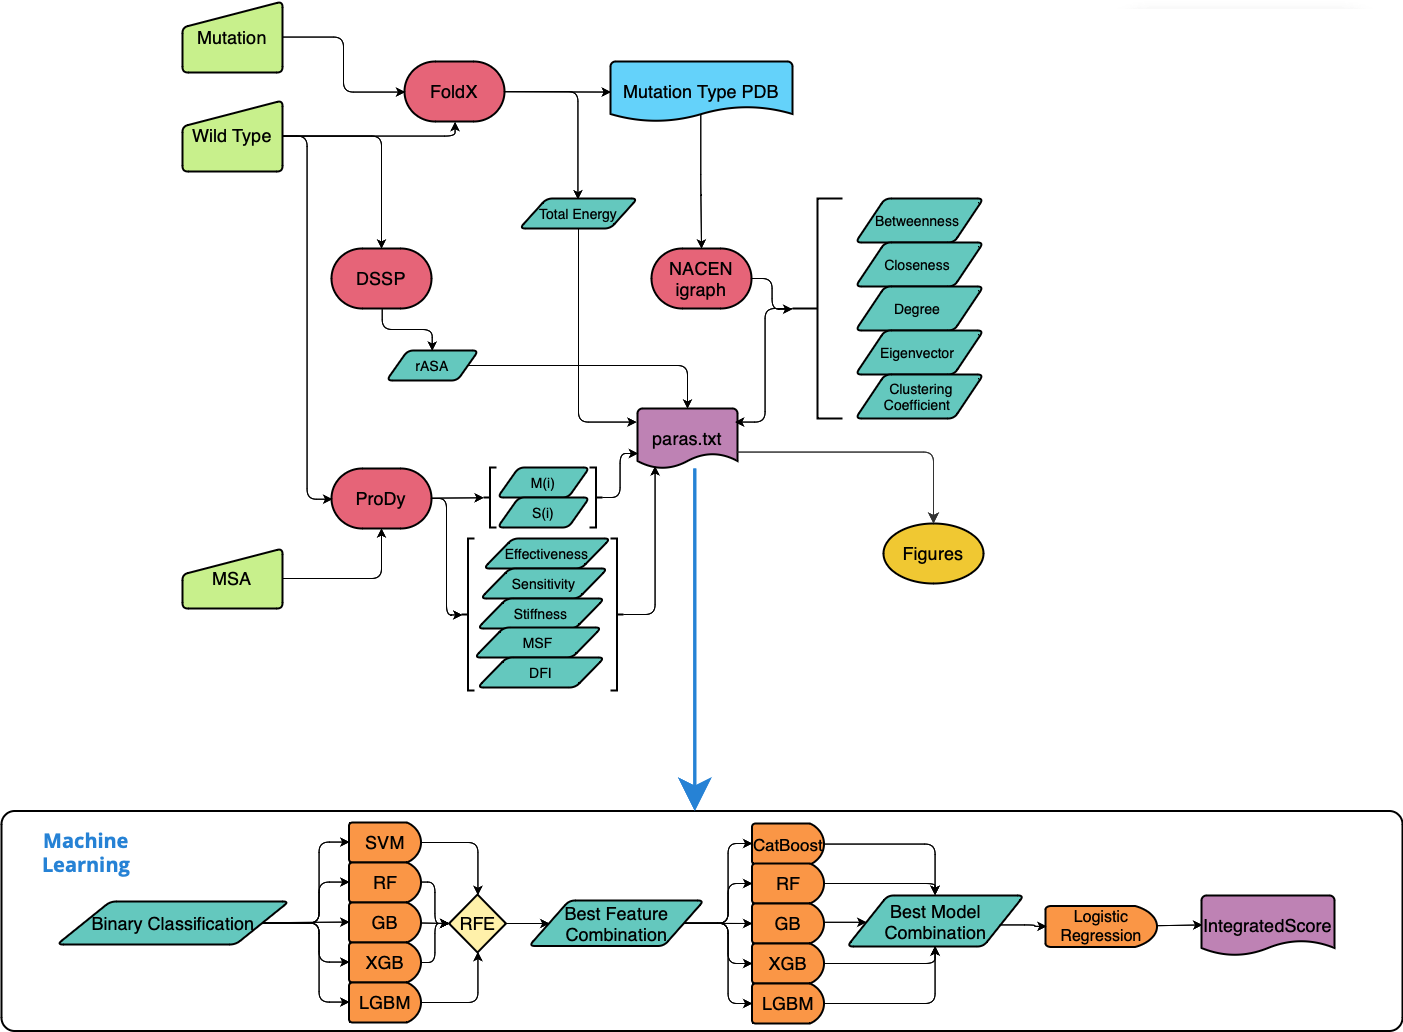 Mutation
FoldX
Mutation Type PDB
Wild Type
Total Energy
Betweenness
Closeness
Degree
Eigenvector
Clustering
Coefficient
DSSP
NACEN
igraph
rASA
paras.txt
ProDy
M(i)
S(i)
Figures
MSA
Effectiveness
Sensitivity
Stiffness
MSF
DFI
Machine
Learning
Binary Classification
SVM
RF
GB
XGB
LGBM
RFE
Best Feature
Combination
CatBoost
RF
GB
XGB
LGBM
Best Model
Combination
Logistic
Regression
IntegratedScore